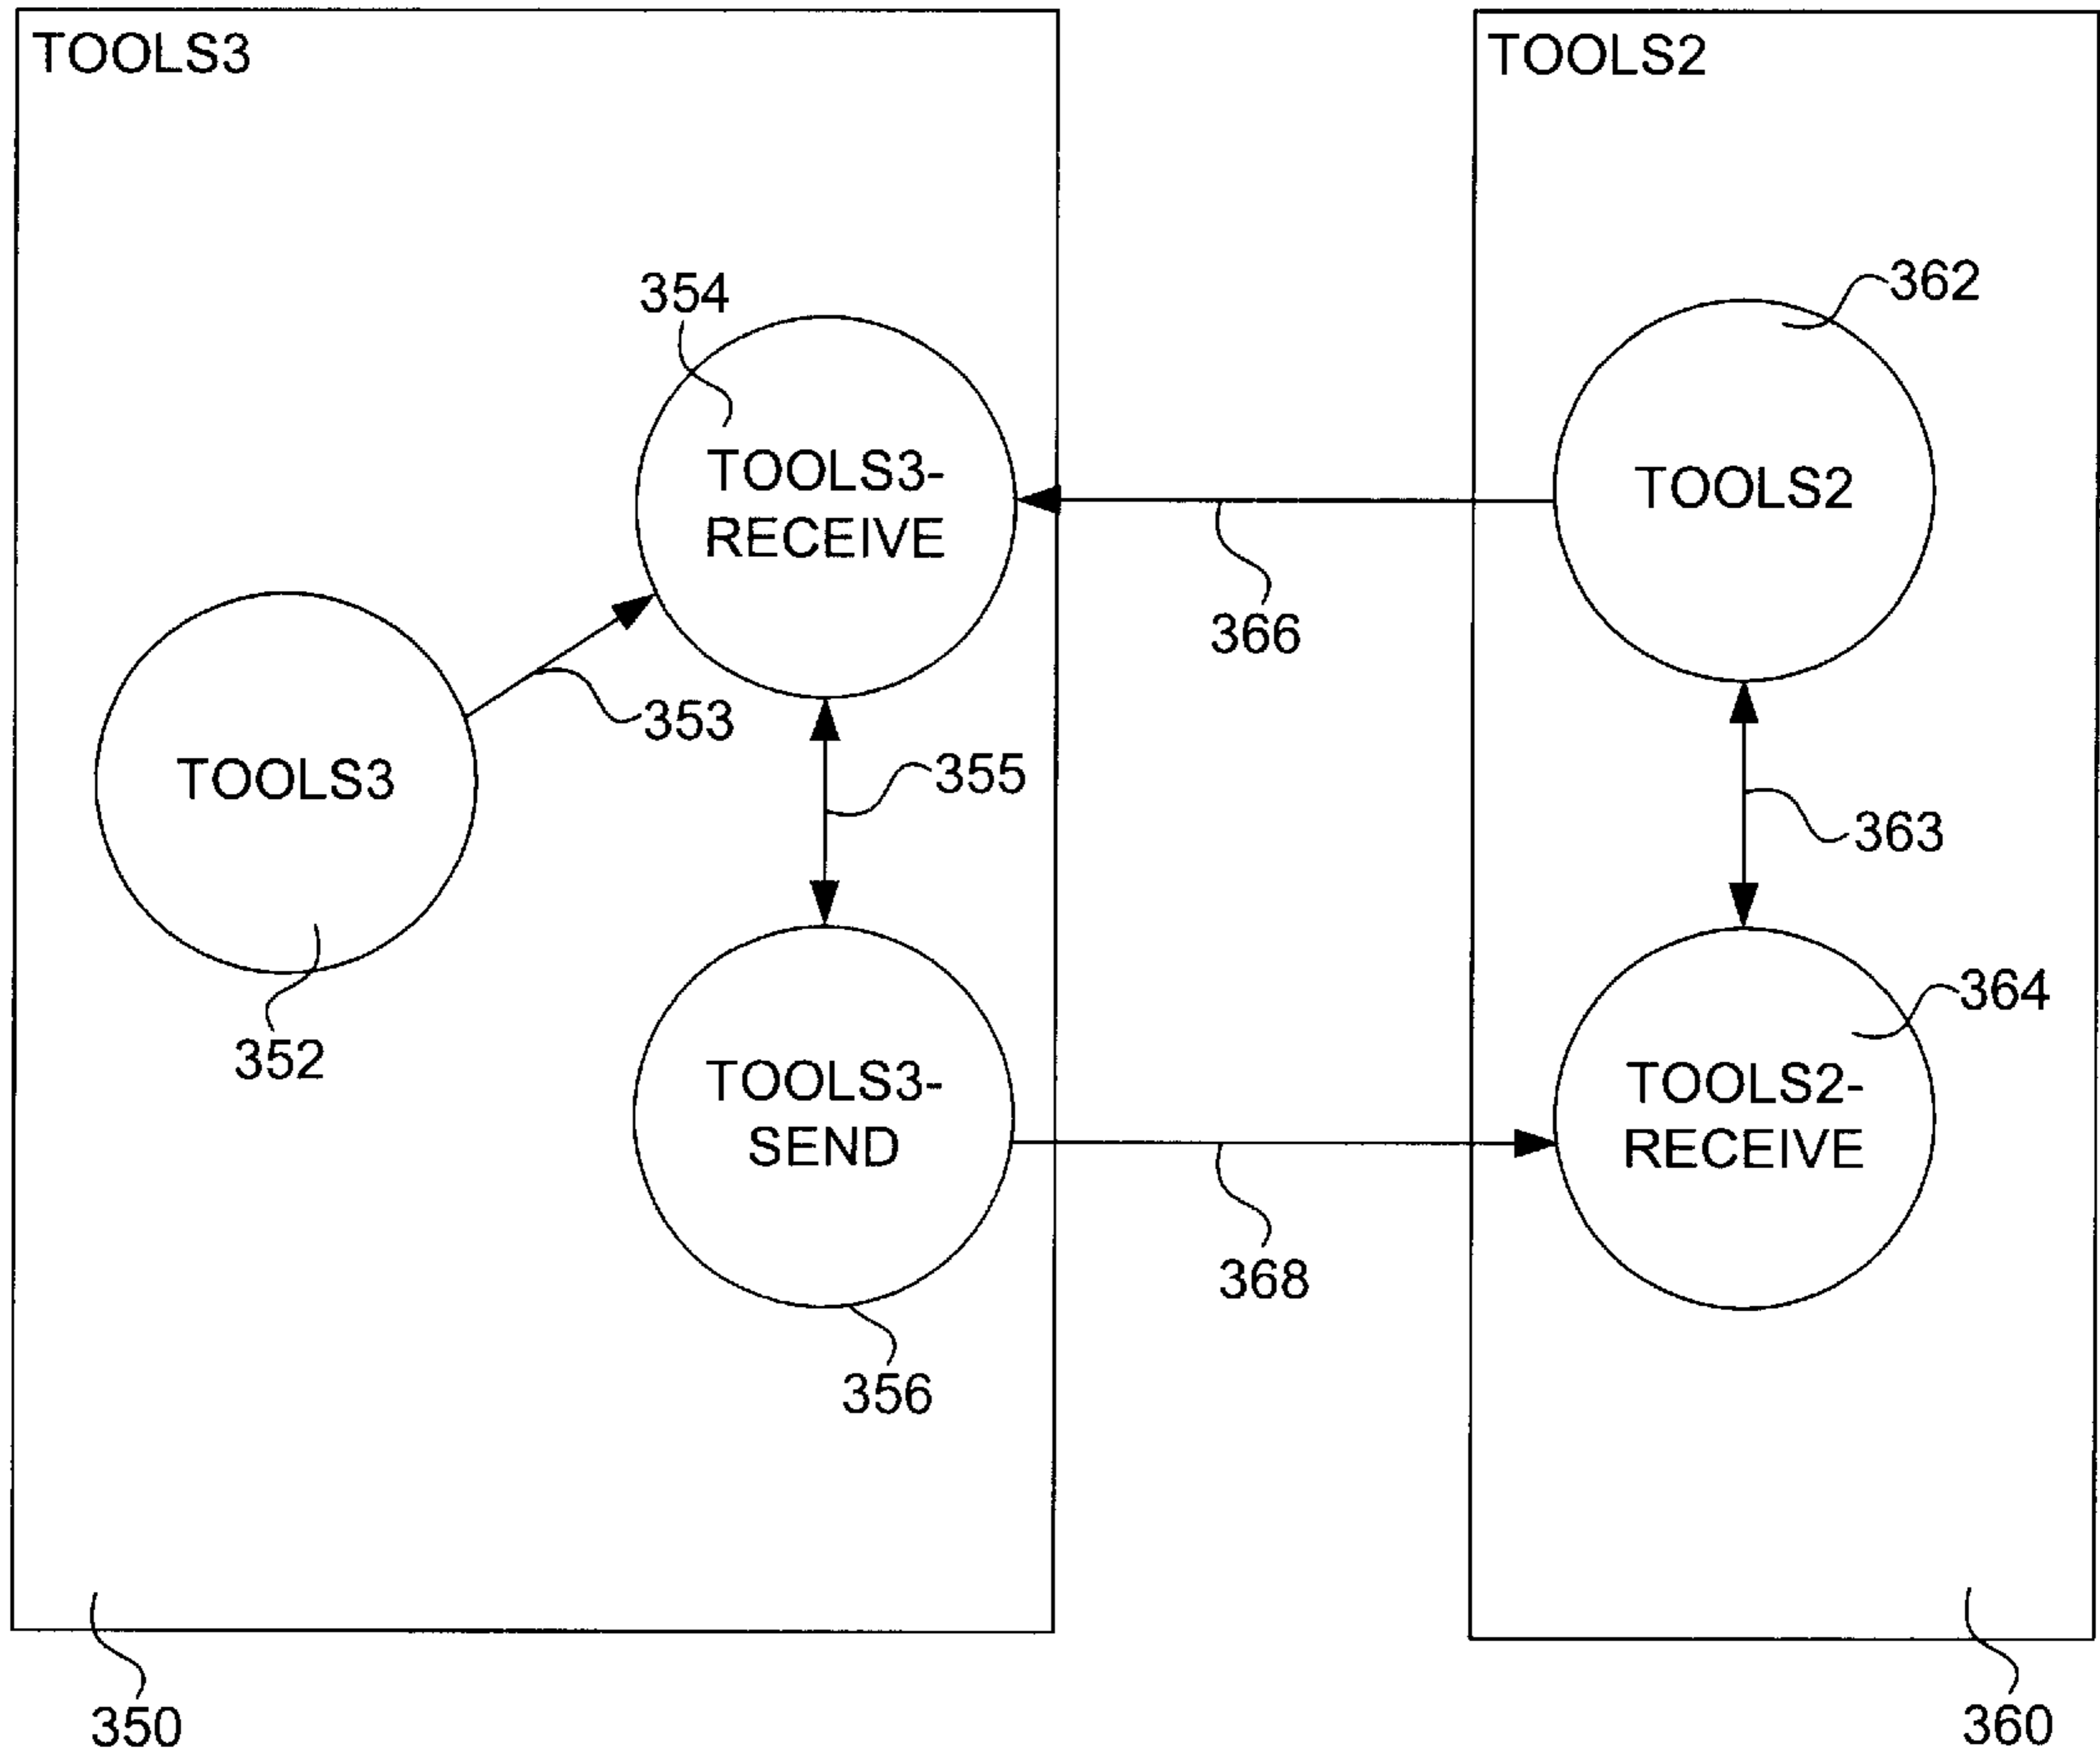 TOOLS3
TOOLS2
362
354
TOOLS3-
RECEIVE
TOOLS2
366
353
TOOLS3
355
363
352
364
TOOLS3-
SEND
TOOLS2-
RECEIVE
368
356
350
360